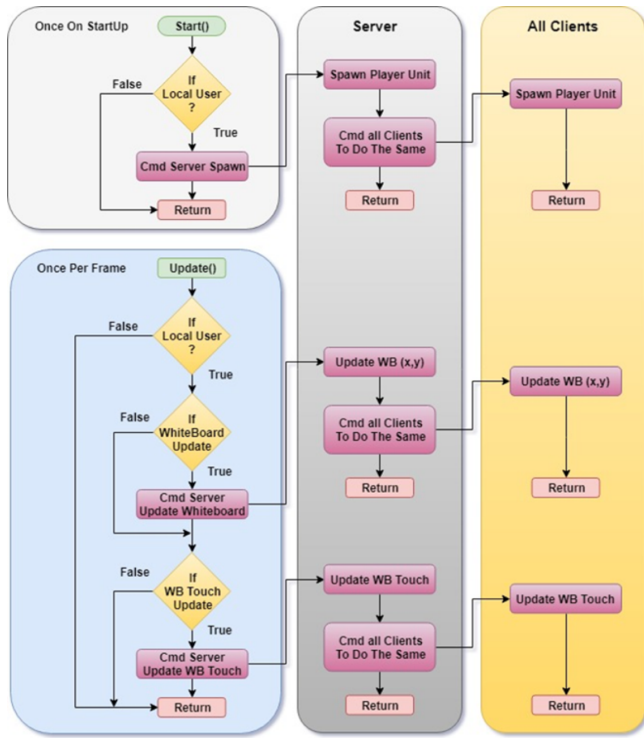 Once On StartUp
Start()
If
Local User
?
False
True
Cmd Server Spawn
Return
Once Per Frame
Update()
If
Local User
?
False
True
If
WhiteBoard
Update
False
True
Cmd Server
Update Whiteboard
If
WB Touch
Update
False
True
Cmd Server
Update WB Touch
Return
Server
Spawn Player Unit
Cmd all Clients
To Do The Same
Return
Update WB (x,y)
Cmd all Clients
To Do The Same
Return
Update WB Touch
Cmd all Clients
To Do The Same
Return
All Clients
Spawn Player Unit
Return
Update WB (x,y)
Return
Update WB Touch
Return